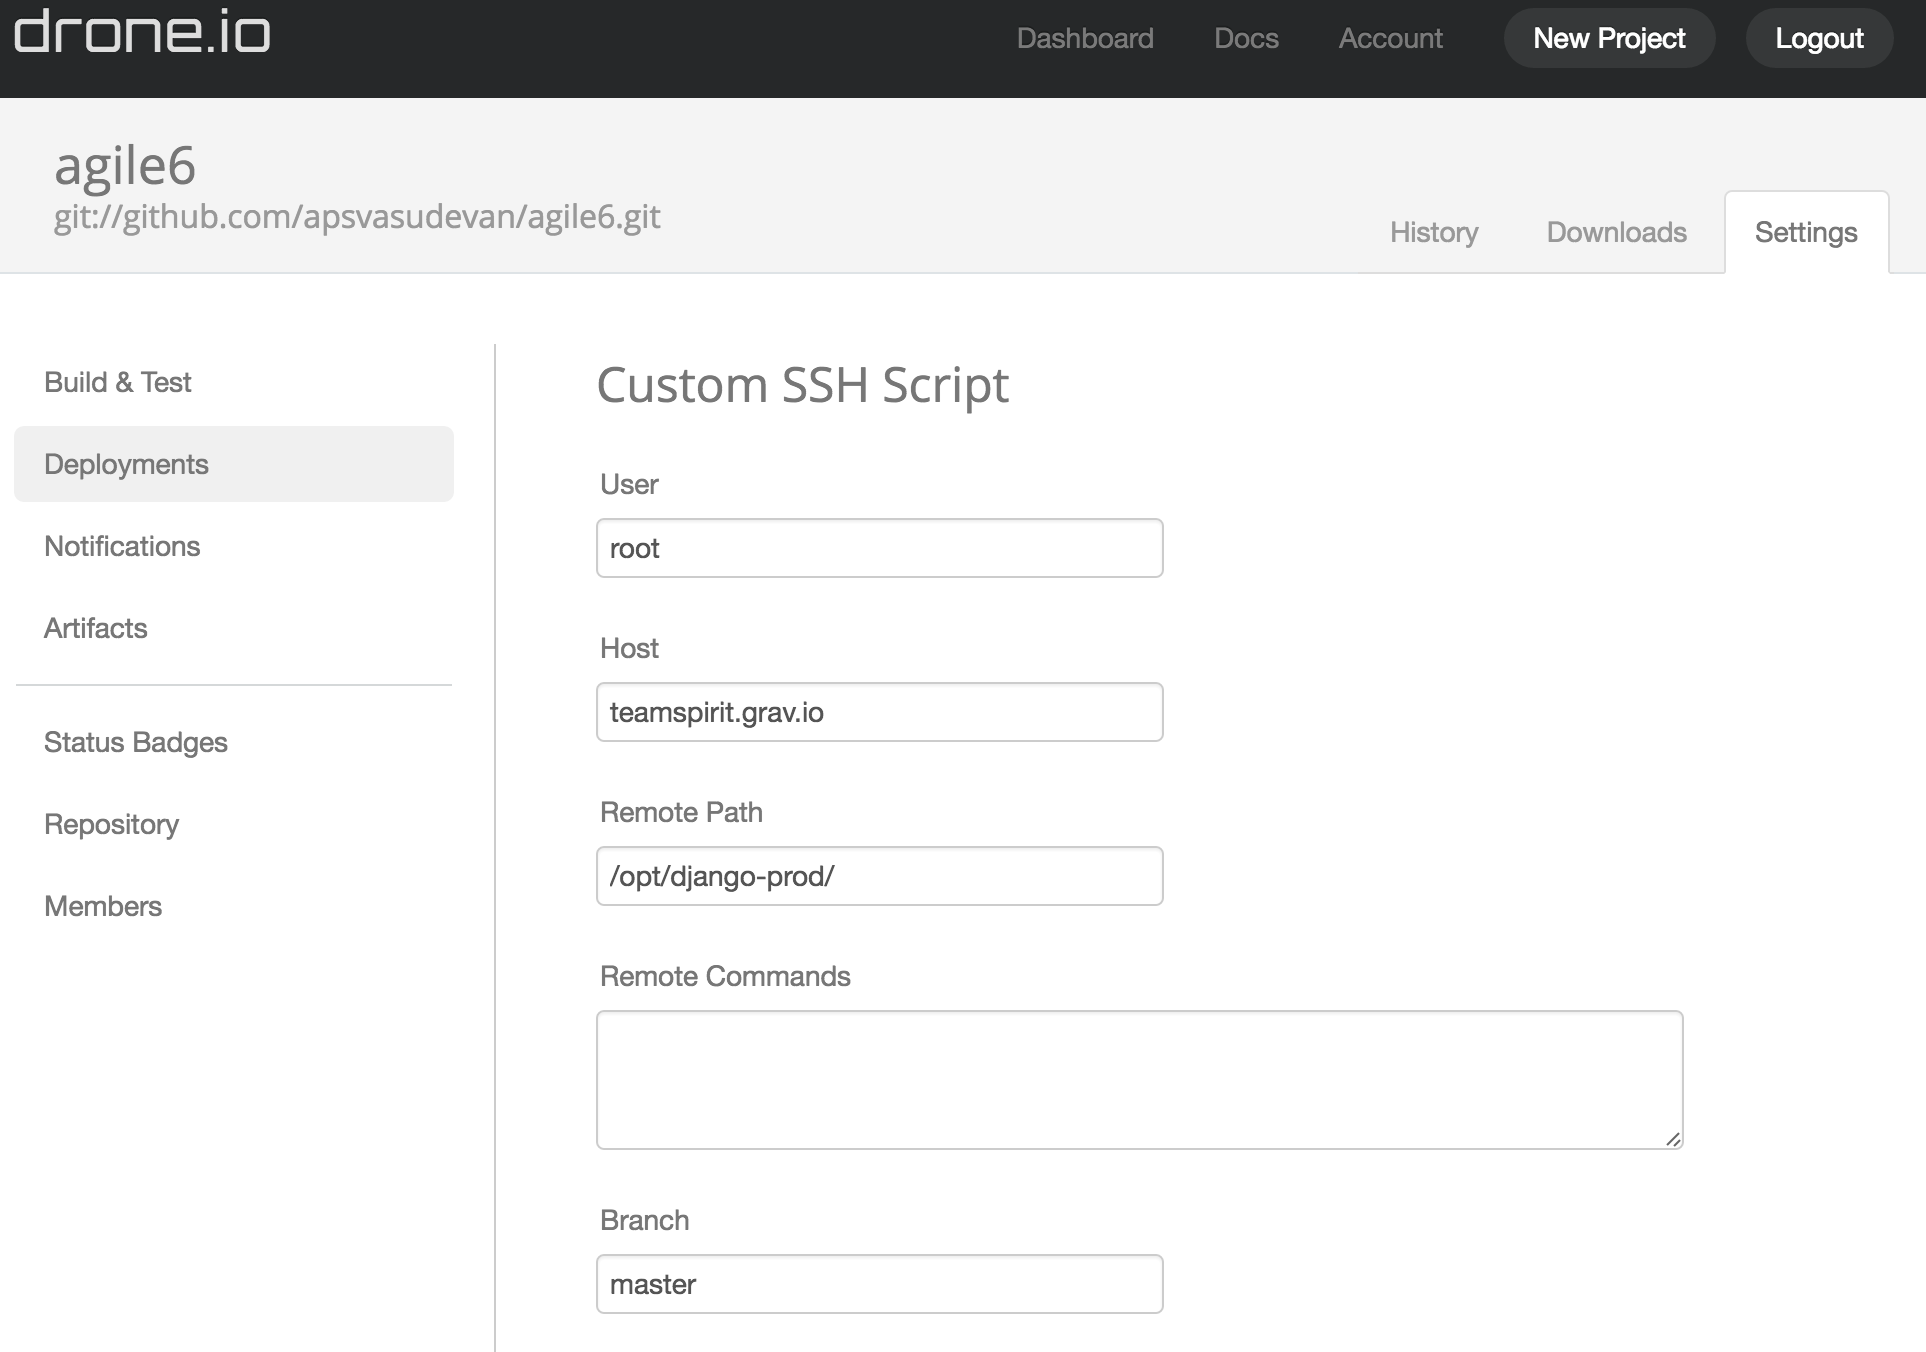 drone.io
Dashboard Docs Account New Project Logout
agile6
git://github.com/apsvasudevan/agile6.git
History Downloads Settings
Build & Test
Deployments
Notifications
Artifacts
Status Badges
Repository
Members
Custom SSH Script
User
root
Host
teamspirit.grav.io
Remote Path
/opt/django-prod/
Remote Commands
Branch
master